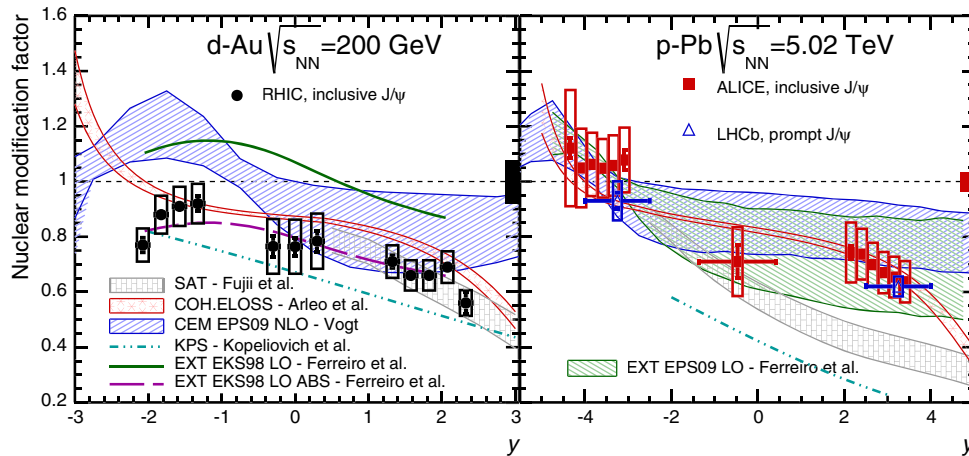 Nuclear modification factor
1.6
1.4
1.2
1
0.8
0.6
0.4
0.2
d-Au √s_NN=200 GeV
RHIC, inclusive J/ψ
SAT - Fujii et al.
COH.ELOSS - Arleo et al.
CEM EPS09 NLO - Vogt
KPS - Kopeliovich et al.
EXT EKS98 LO - Ferreiro et al.
EXT EKS98 LO ABS - Ferreiro et al.
-3 -2 -1 0 1 2 3
y
p-Pb √s_NN=5.02 TeV
ALICE, inclusive J/ψ
LHCb, prompt J/ψ
EXT EPS09 LO - Ferreiro et al.
-4 -2 0 2 4
y